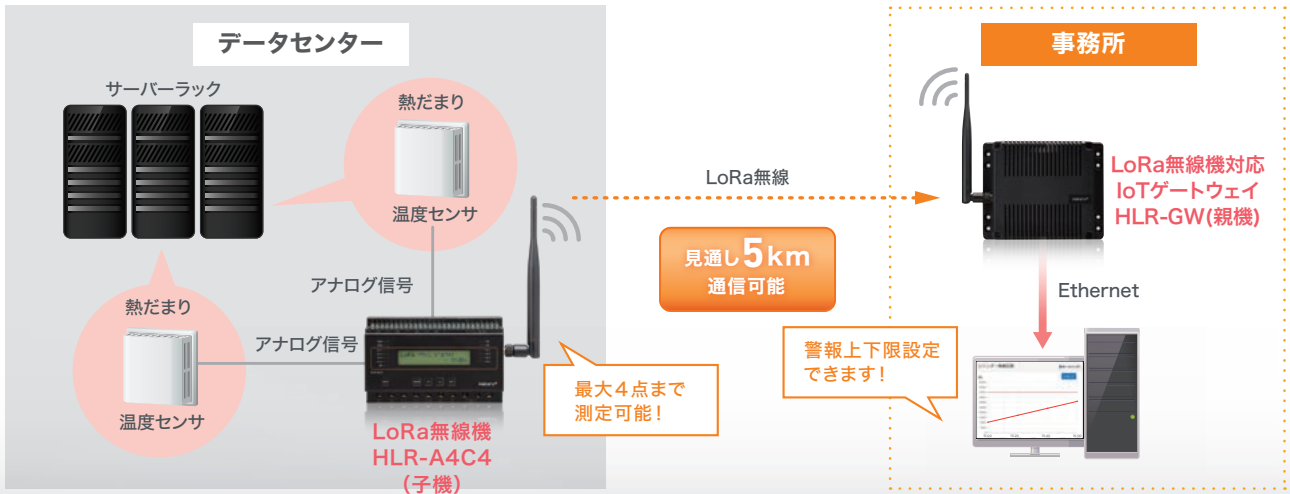 データセンター
サーバーラック
熱だまり
温度センサ
アナログ信号
熱だまり
温度センサ
アナログ信号
LoRa無線機
HLR-A4C4
(子機)
最大4点まで
測定可能!
LoRa無線
見通し5km
通信可能
事務所
LoRa無線機対応
IoTゲートウェイ
HLR-GW(親機)
Ethernet
警報上下限設定
できます!